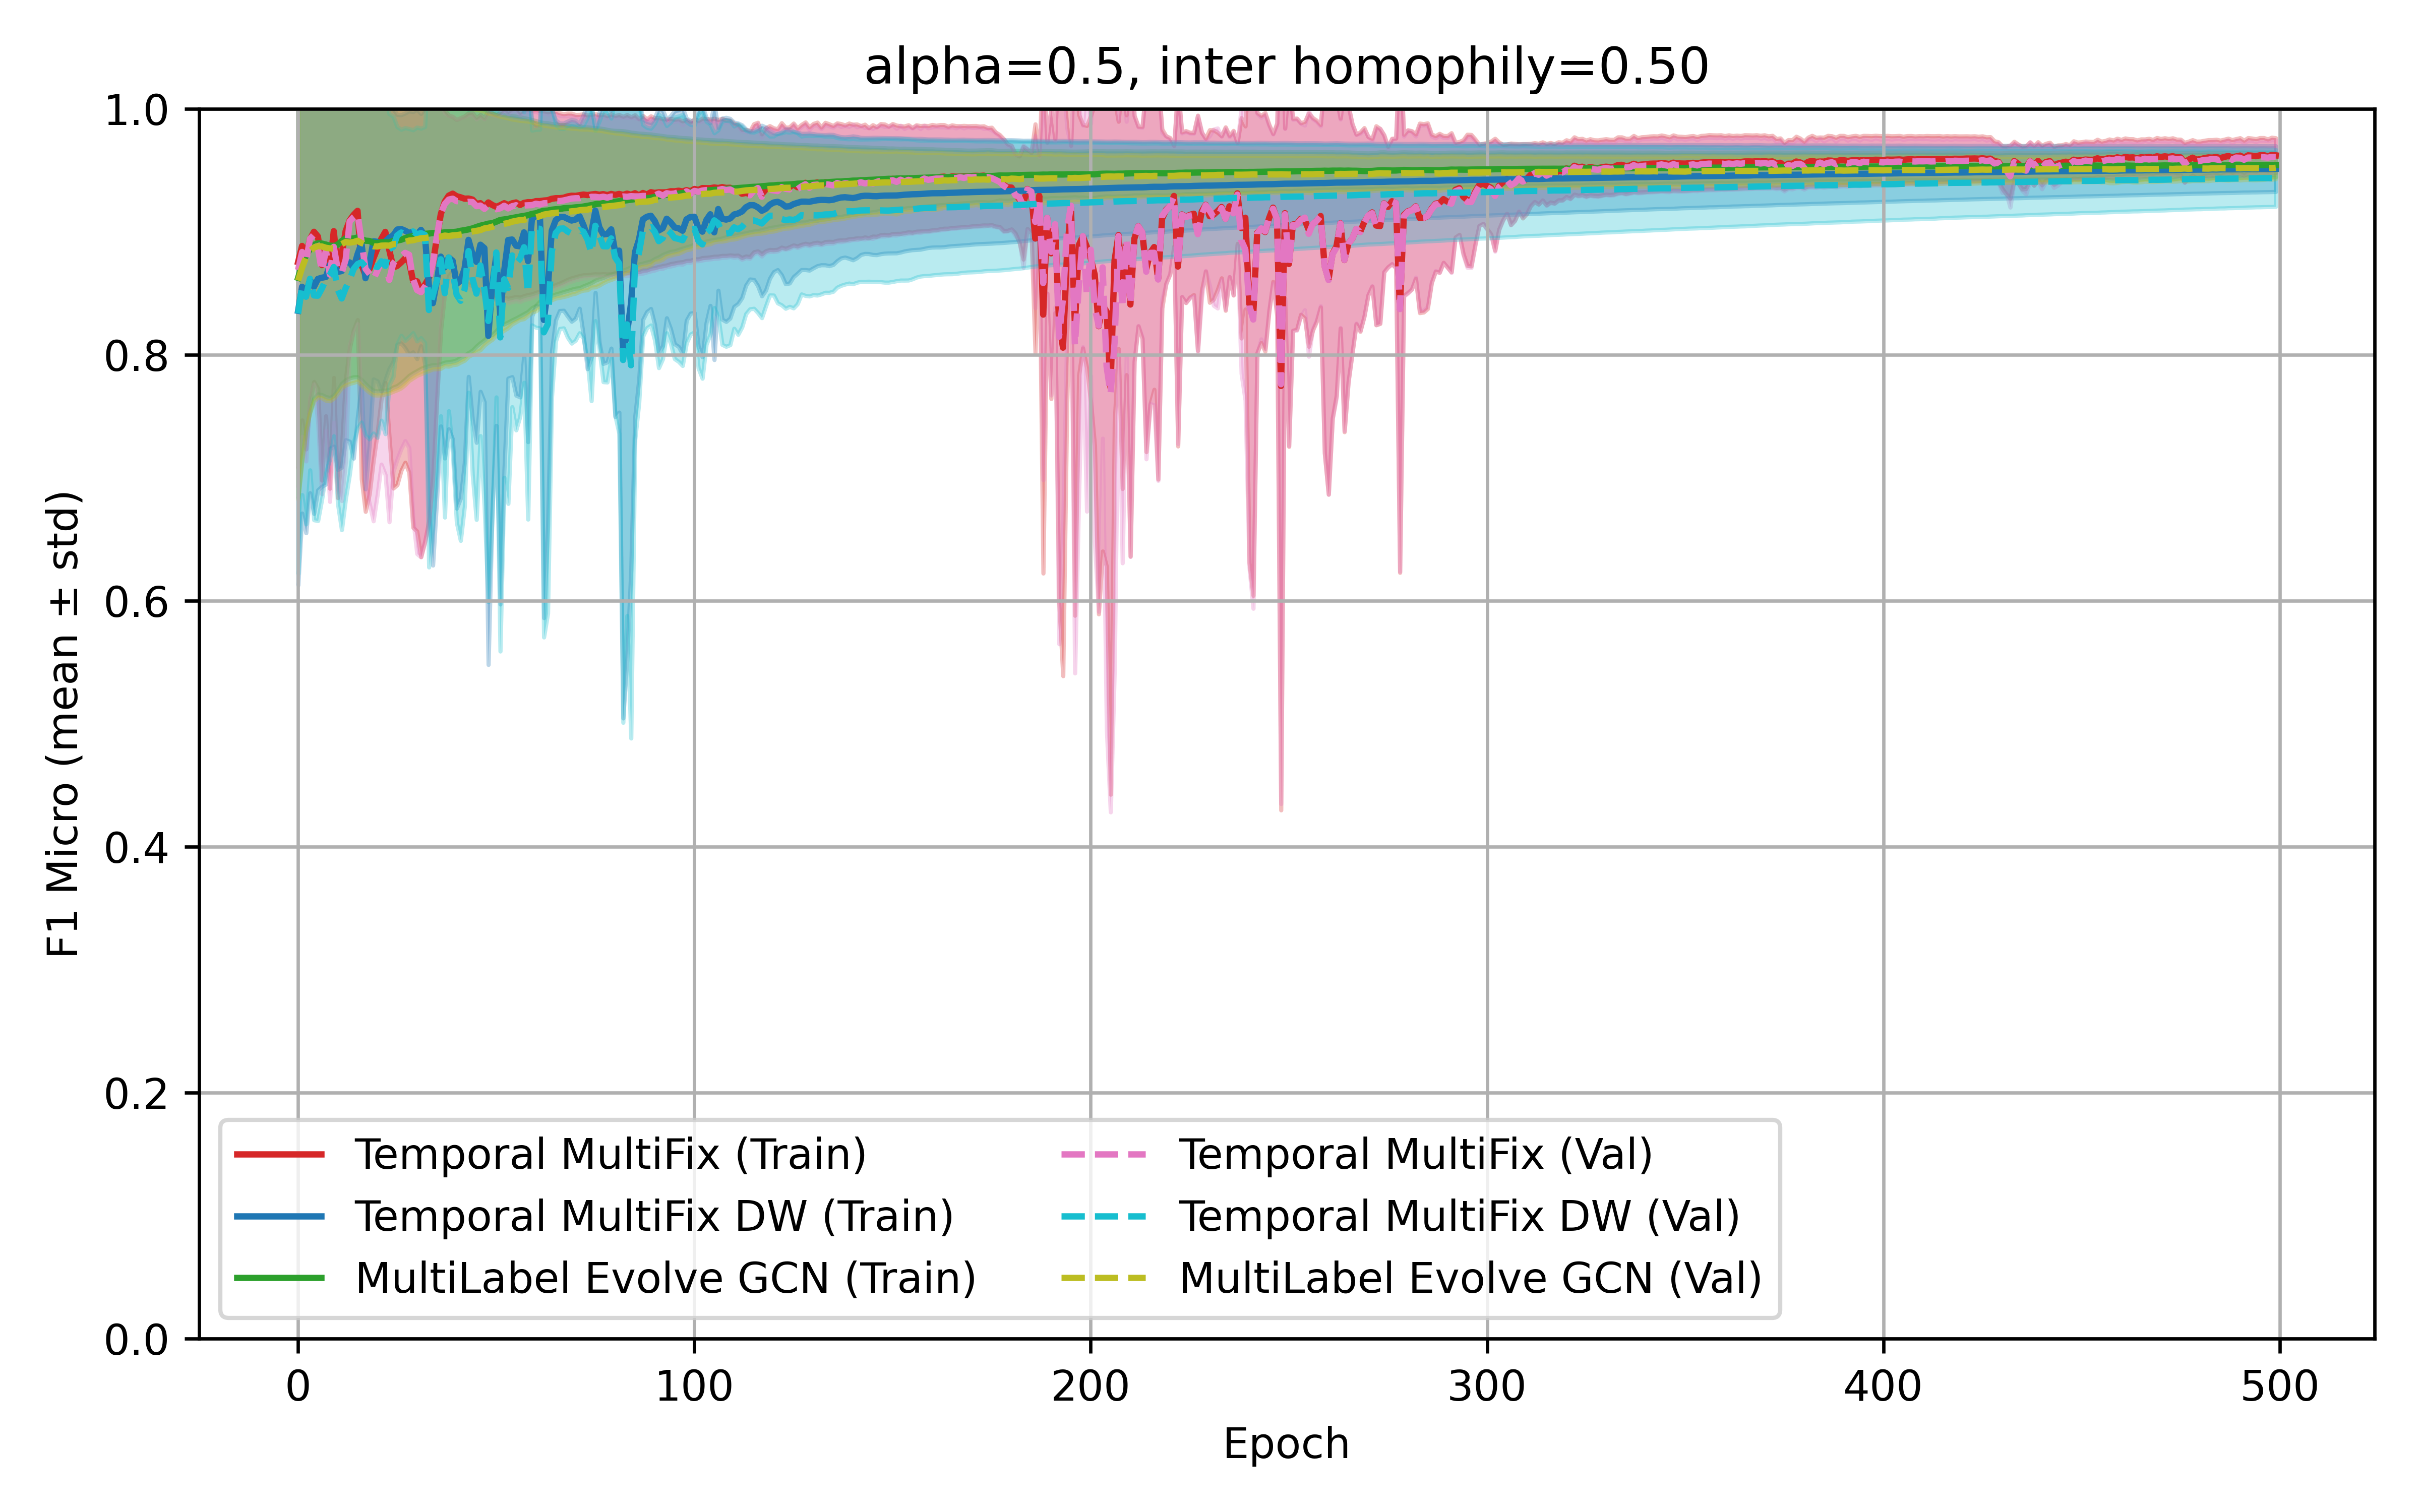 alpha=0.5, inter homophily=0.50
F1 Micro (mean ± std)
1.0
0.8
0.6
0.4
0.2
0.0
Temporal MultiFix (Train)
Temporal MultiFix DW (Train)
MultiLabel Evolve GCN (Train)
Temporal MultiFix (Val)
Temporal MultiFix DW (Val)
MultiLabel Evolve GCN (Val)
0 100 200 300 400 500
Epoch